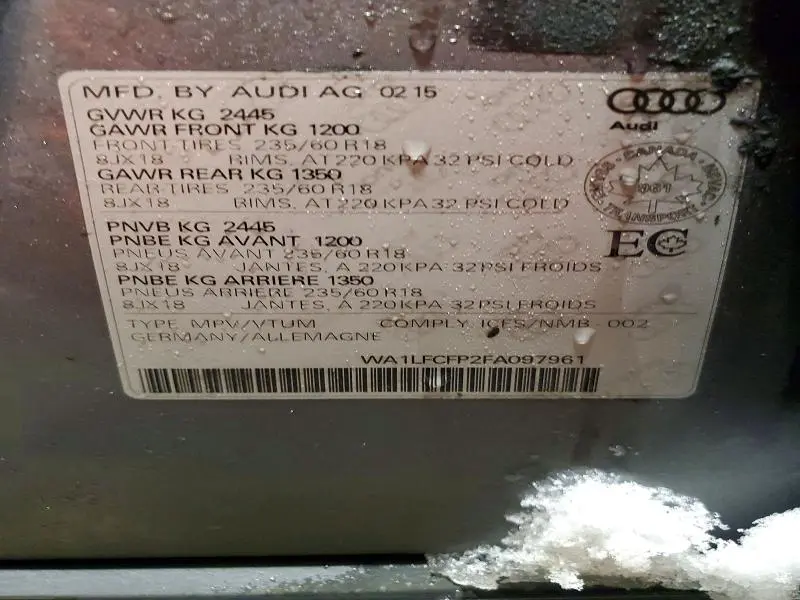 MFD. BY AUDI AG 02 15
Audi
GVWR KG 2445
GAWR FRONT KG 1200
FRONT TIRES 235/60 R18
8JX18 RIMS, AT 220 KPA 32 PSI COLD
GAWR REAR KG 1350
REAR TIRES 235/60 R18
8JX18 RIMS, AT 220 KPA 32 PSI COLD
CANADA
961
TRANSPORT
EC
PNVB KG 2445
PNBE KG AVANT 1200
PNEUS AVANT 235/60 R18
8JX18 JANTES, A 220 KPA 32 PSI FROIDS
PNBE KG ARRIERE 1350
PNEUS ARRIERE 235/60 R18
8JX18 JANTES, A 220 KPA 32 PSI FROIDS
TYPE MPV/VTUM COMPLY ICES/NMB 002
GERMANY/ALLEMAGNE
WA1LFCFP2FA097961